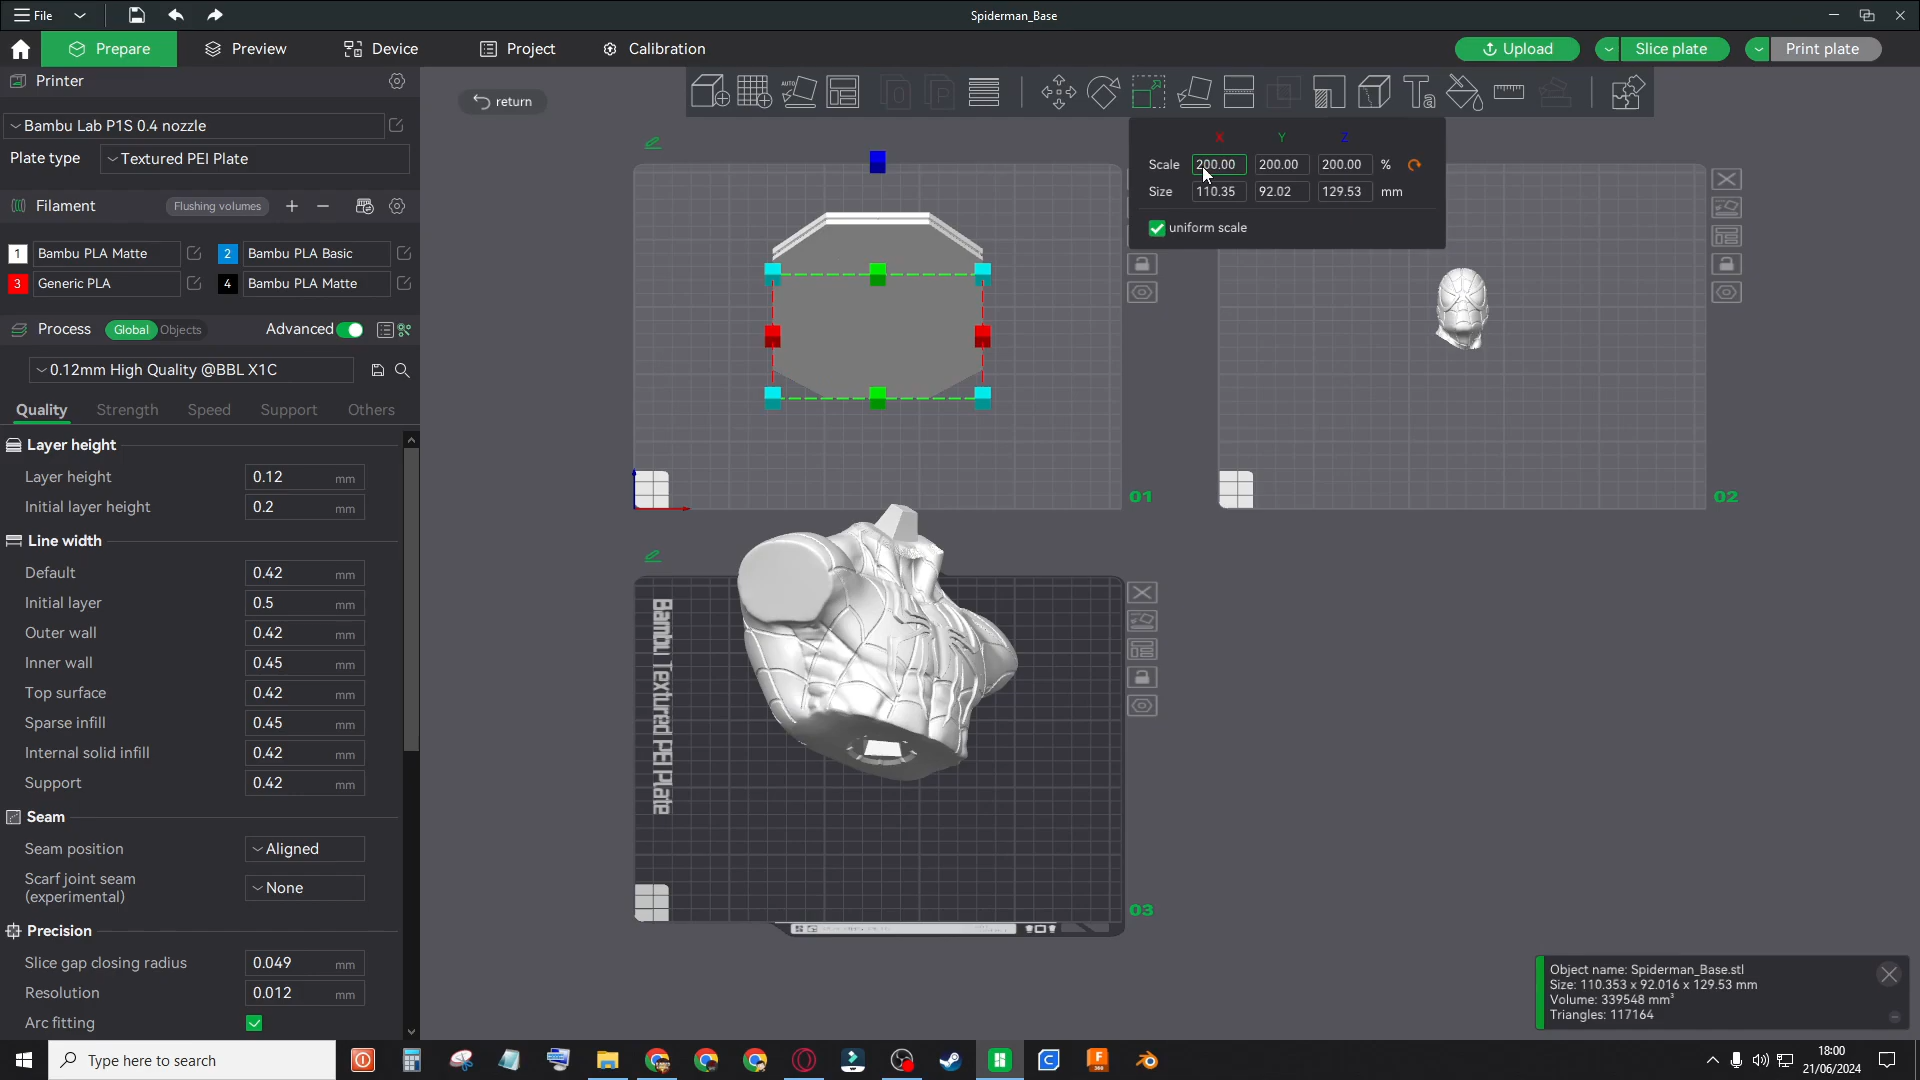 File
Spiderman_Base
Prepare
Preview
Device
Project
Calibration
Upload
Slice plate
Print plate
Printer
return
Bambu Lab P1S 0.4 nozzle
Plate type
Textured PEI Plate
X Y Z
Scale 200.00 200.00 200.00 %
Size 110.35 92.02 129.53 mm
uniform scale
Filament
Flushing volumes
1 Bambu PLA Matte
2 Bambu PLA Basic
3 Generic PLA
4 Bambu PLA Matte
Process
Global
Objects
Advanced
0.12mm High Quality @BBL X1C
Quality
Strength
Speed
Support
Others
Layer height
Layer height 0.12 mm
Initial layer height 0.2 mm
Line width
Default 0.42 mm
Initial layer 0.5 mm
Outer wall 0.42 mm
Inner wall 0.45 mm
Top surface 0.42 mm
Sparse infill 0.45 mm
Internal solid infill 0.42 mm
Support 0.42 mm
Seam
Seam position Aligned
Scarf joint seam
(experimental) None
Precision
Slice gap closing radius 0.049 mm
Resolution 0.012 mm
Arc fitting
01
02
03
Bambu Textured PEI Plate
Object name: Spiderman_Base.stl
Size: 110.353 x 92.016 x 129.53 mm
Volume: 339548 mm³
Triangles: 117164
Type here to search
18:00
21/06/2024